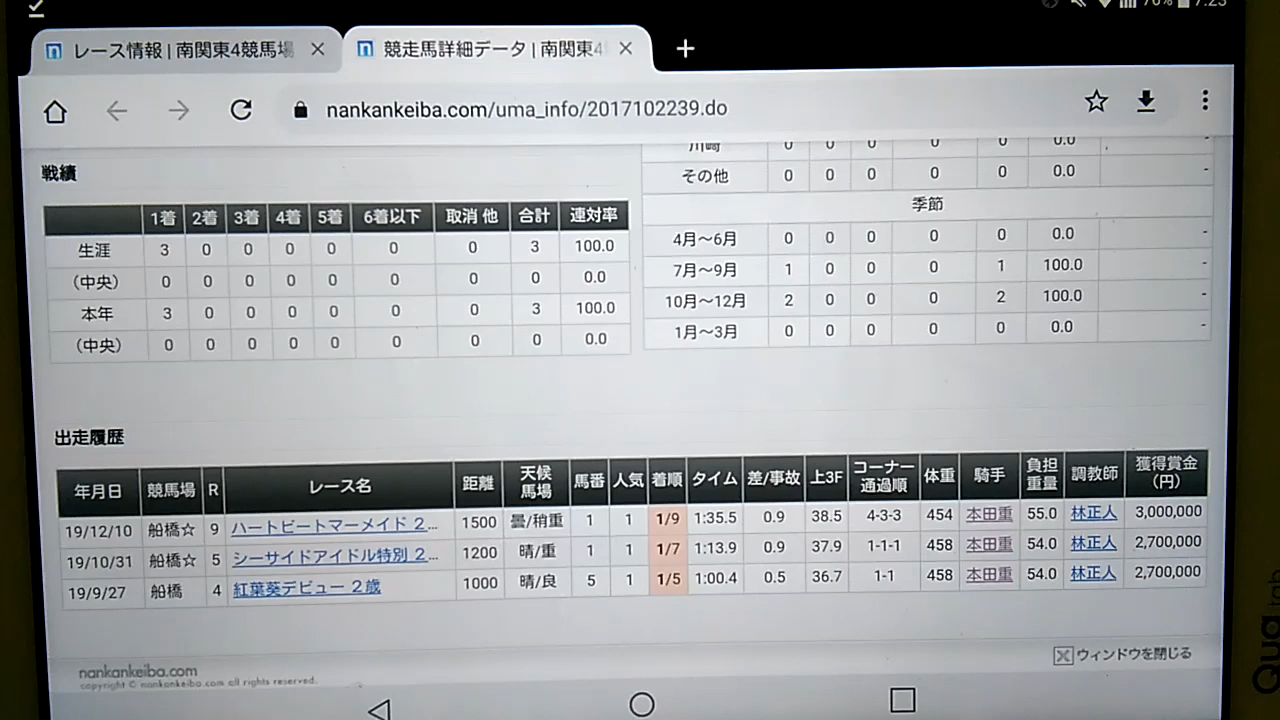 76% 7:23
レース情報 | 南関東4競馬場 × 競走馬詳細データ | 南関東4 × +
nankankeiba.com/uma_info/2017102239.do
戦績
1着 2着 3着 4着 5着 6着以下 取消 他 合計 連対率
生涯 3 0 0 0 0 0 0 3 100.0
（中央） 0 0 0 0 0 0 0 0 0.0
本年 3 0 0 0 0 0 0 3 100.0
（中央） 0 0 0 0 0 0 0 0 0.0
川崎 0 0 0 0 0 0.0 -
その他 0 0 0 0 0 0.0 -
季節
4月～6月 0 0 0 0 0 0.0 -
7月～9月 1 0 0 0 1 100.0 -
10月～12月 2 0 0 0 2 100.0 -
1月～3月 0 0 0 0 0 0.0 -
出走履歴
年月日 競馬場 R レース名 距離 天候馬場 馬番 人気 着順 タイム 差/事故 上3F コーナー通過順 体重 騎手 負担重量 調教師 獲得賞金（円）
19/12/10 船橋☆ 9 ハートビートマーメイド 2... 1500 曇/稍重 1 1 1/9 1:35.5 0.9 38.5 4-3-3 454 本田重 55.0 林正人 3,000,000
19/10/31 船橋☆ 5 シーサイドアイドル特別 2... 1200 晴/重 1 1 1/7 1:13.9 0.9 37.9 1-1-1 458 本田重 54.0 林正人 2,700,000
19/9/27 船橋 4 紅葉葵デビュー 2歳 1000 晴/良 5 1 1/5 1:00.4 0.5 36.7 1-1 458 本田重 54.0 林正人 2,700,000
ウィンドウを閉じる
nankankeiba.com
copyright © nankankeiba.com all rights reserved.
Qua tab